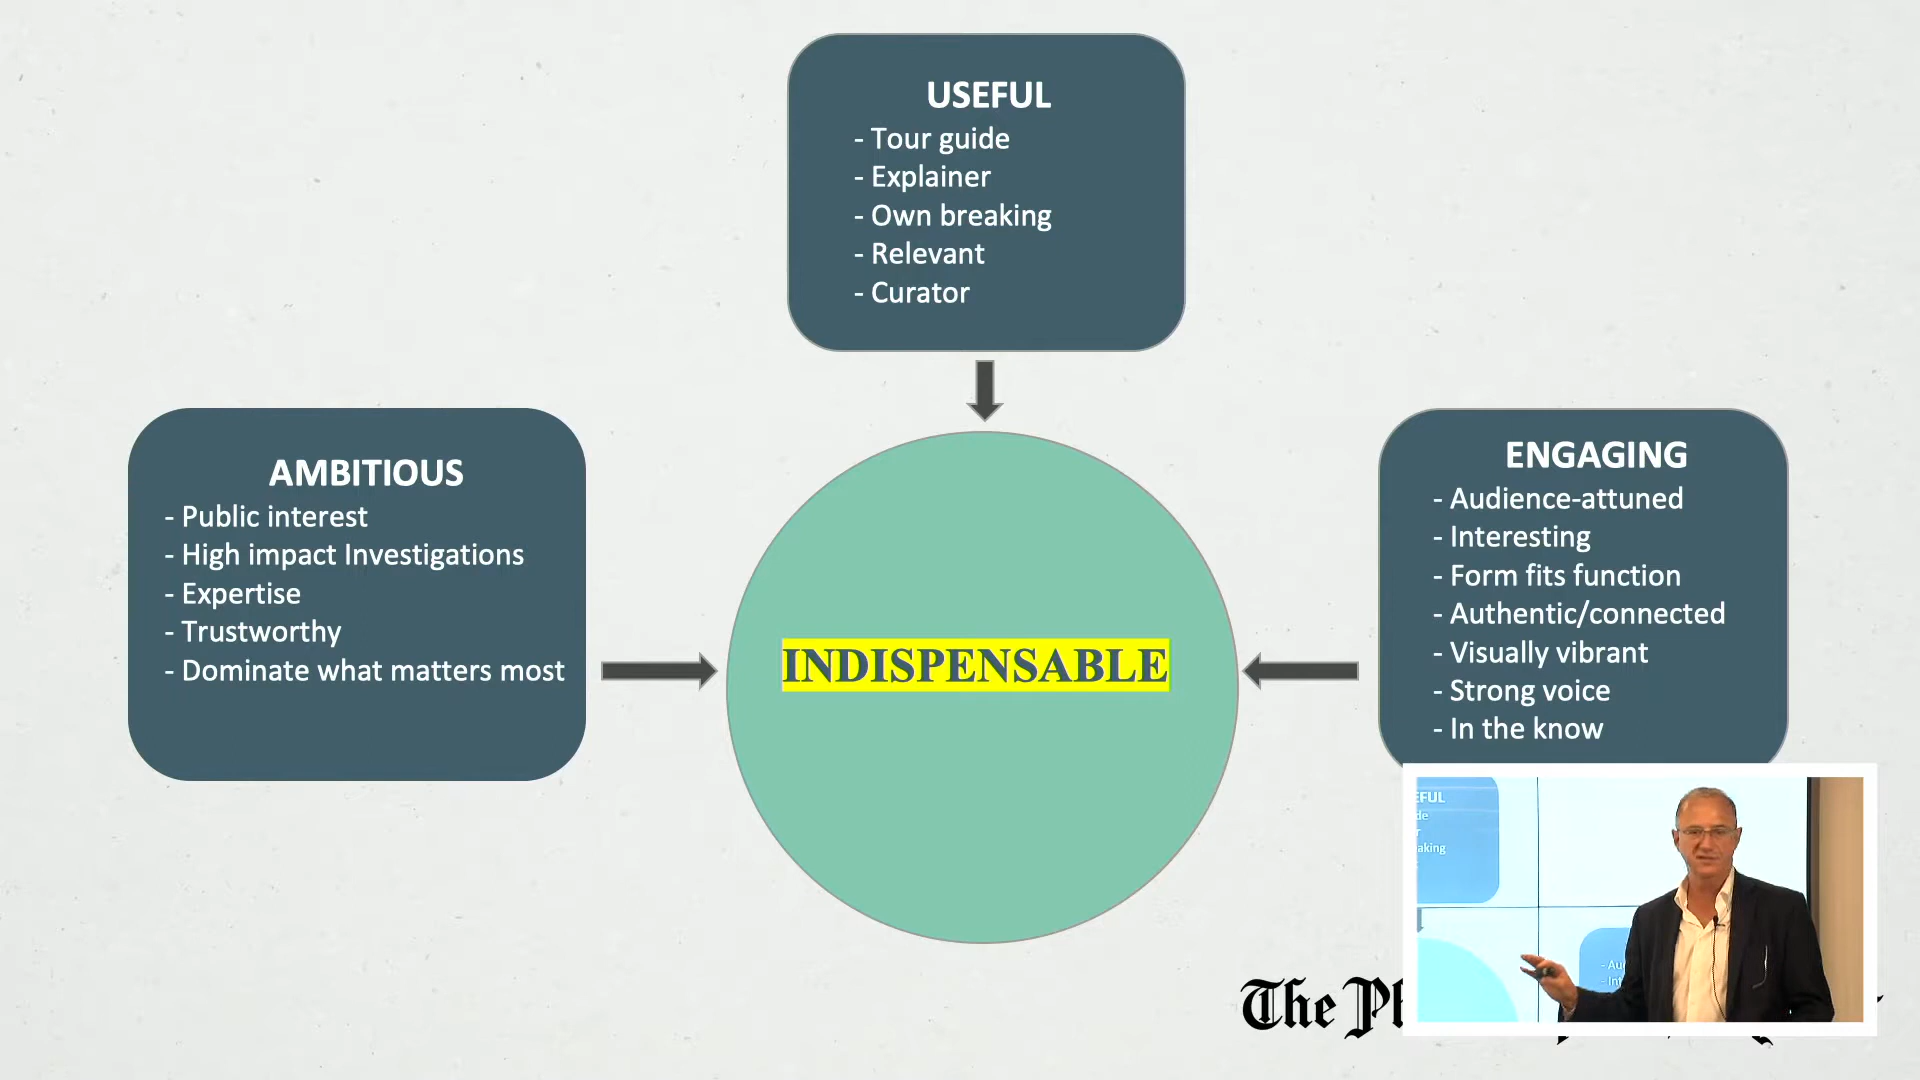 USEFUL
- Tour guide
- Explainer
- Own breaking
- Relevant
- Curator
AMBITIOUS
- Public interest
- High impact Investigations
- Expertise
- Trustworthy
- Dominate what matters most
INDISPENSABLE
ENGAGING
- Audience-attuned
- Interesting
- Form fits function
- Authentic/connected
- Visually vibrant
- Strong voice
- In the know
The